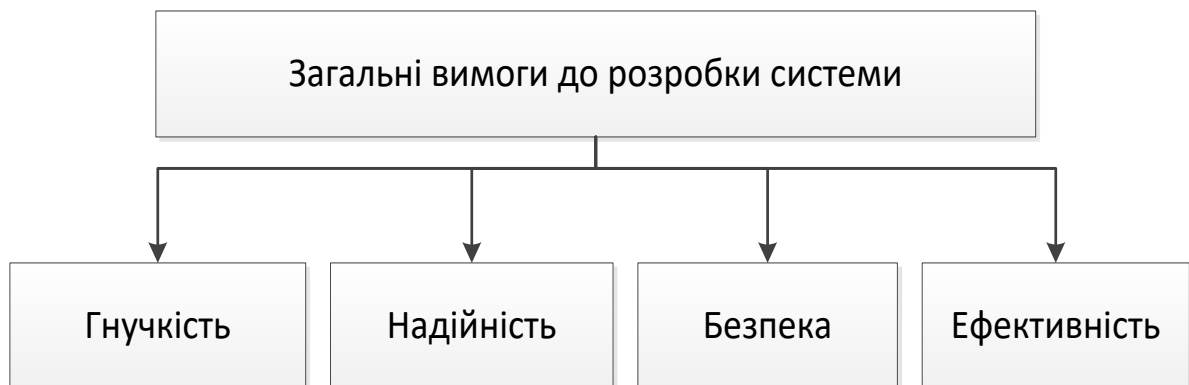 Загальні вимоги до розробки системи
Гнучкість
Надійність
Безпека
Ефективність